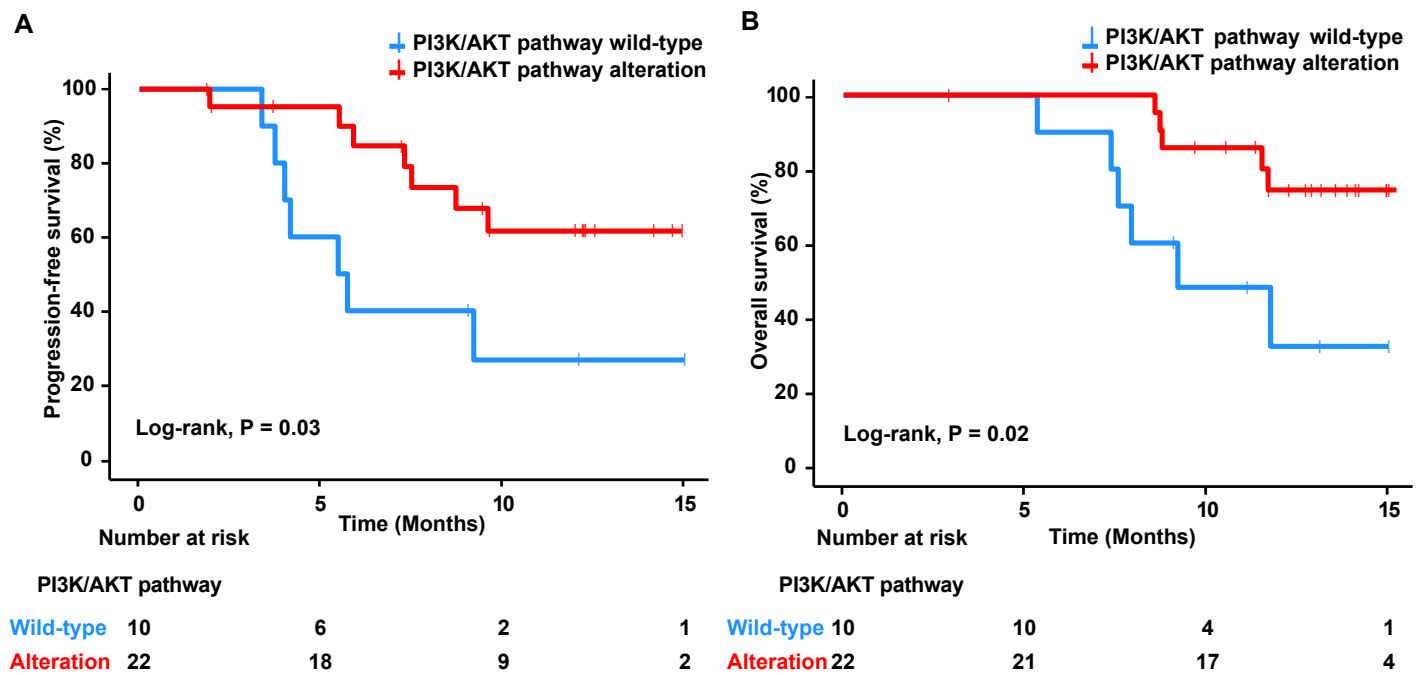 A
PI3K/AKT pathway wild-type
PI3K/AKT pathway alteration
Progression-free survival (%)
100
80
60
40
20
0
Log-rank, P = 0.03
0 5 10 15
Time (Months)
Number at risk
PI3K/AKT pathway
Wild-type 10 6 2 1
Alteration 22 18 9 2
B
PI3K/AKT pathway wild-type
PI3K/AKT pathway alteration
Overall survival (%)
100
80
60
40
20
0
Log-rank, P = 0.02
0 5 10 15
Time (Months)
Number at risk
PI3K/AKT pathway
Wild-type 10 10 4 1
Alteration 22 21 17 4